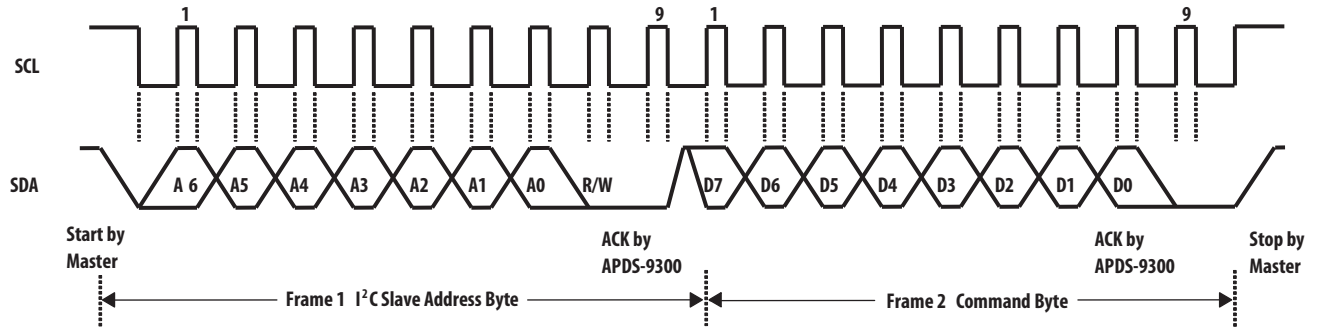 1 9 1 9
SCL
SDA A 6 A5 A4 A3 A2 A1 A0 R/W D7 D6 D5 D4 D3 D2 D1 D0
Start by
Master
ACK by
APDS-9300
ACK by
APDS-9300
Stop by
Master
Frame 1 I²C Slave Address Byte
Frame 2 Command Byte